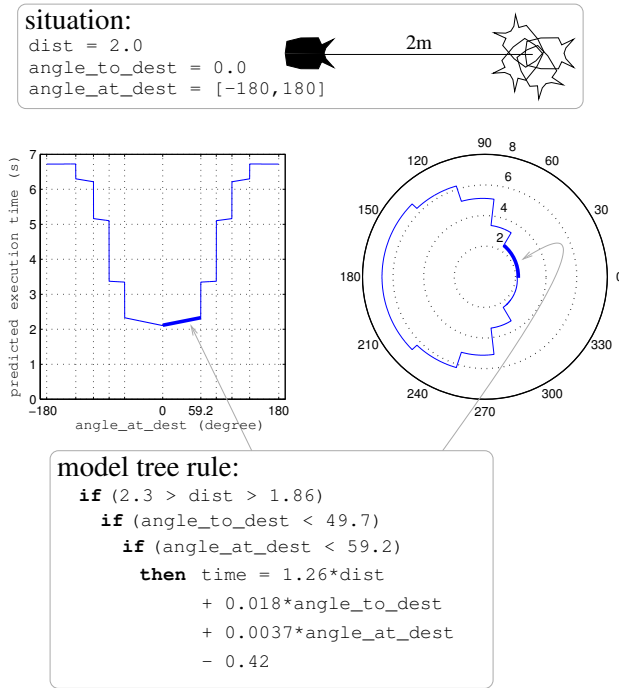 situation:
dist = 2.0
angle_to_dest = 0.0
angle_at_dest = [-180,180]
2m
predicted execution time (s)
7
6
5
4
3
2
1
0
-180
0
59.2
180
angle_at_dest (degree)
90
8
120
60
6
150
4
30
2
180
0
210
330
240
300
270
model tree rule:
if (2.3 > dist > 1.86)
if (angle_to_dest < 49.7)
if (angle_at_dest < 59.2)
then time = 1.26*dist
+ 0.018*angle_to_dest
+ 0.0037*angle_at_dest
- 0.42